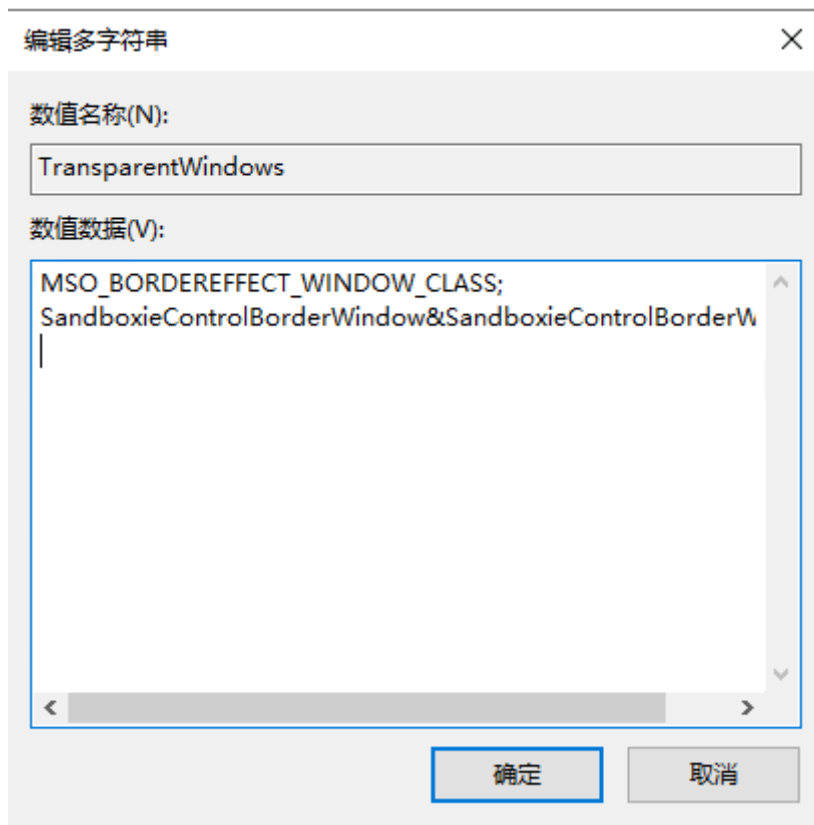 编辑多字符串
数值名称(N):
TransparentWindows
数值数据(V):
MSO_BORDEREFFECT_WINDOW_CLASS;
SandboxieControlBorderWindow&SandboxieControlBorderW
确定
取消